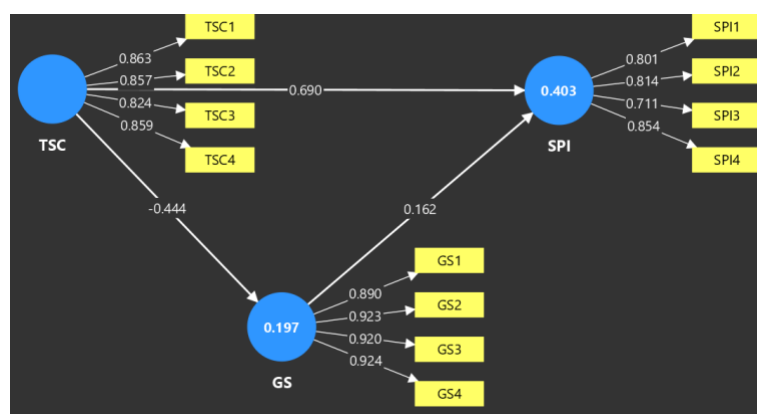 TSC1
SPI1
0.863
0.801
TSC2
SPI2
0.857
0.814
0.690
0.403
TSC3
SPI3
0.824
0.711
0.859
0.854
TSC
SPI
TSC4
SPI4
-0.444
0.162
GS1
0.890
GS2
0.923
0.197
0.920
GS3
0.924
GS
GS4